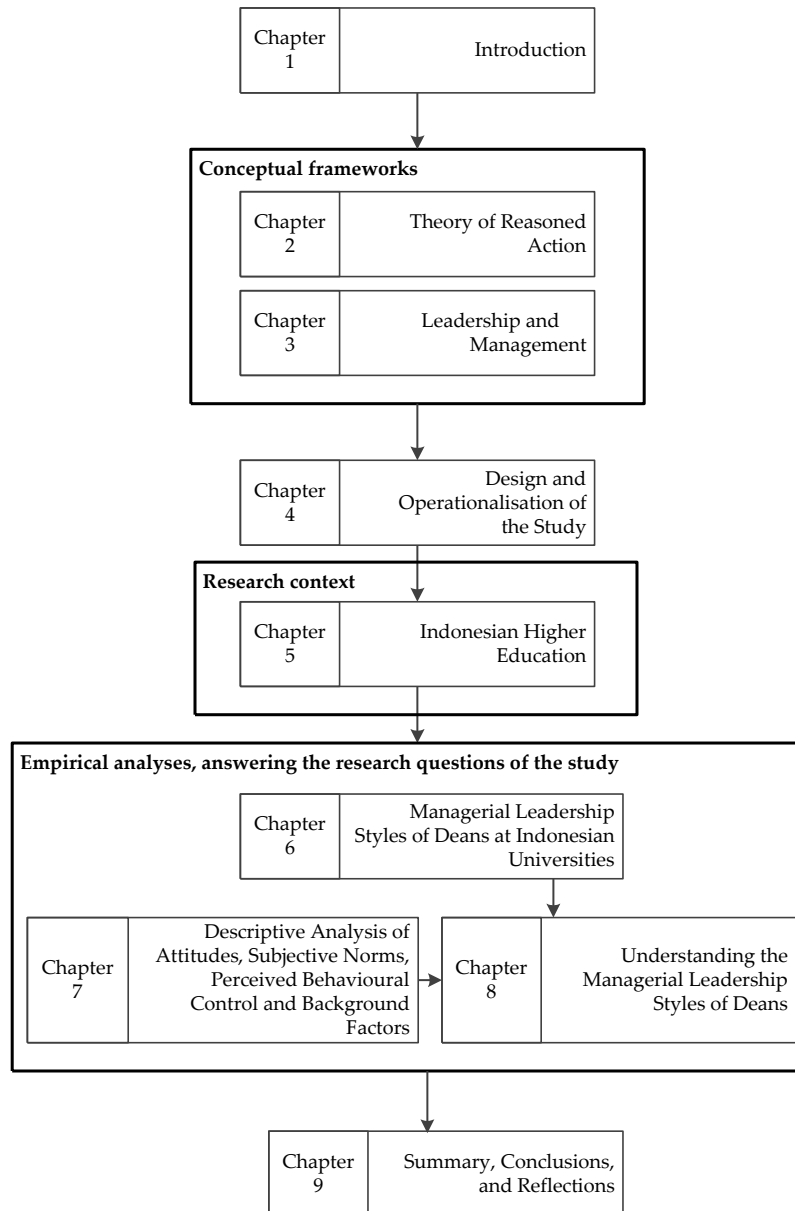 Chapter
1
Introduction
Conceptual frameworks
Chapter
2
Theory of Reasoned
Action
Chapter
3
Leadership and
Management
Chapter
4
Design and
Operationalisation of
the Study
Research context
Chapter
5
Indonesian Higher
Education
Empirical analyses, answering the research questions of the study
Chapter
6
Managerial Leadership
Styles of Deans at Indonesian
Universities
Chapter
7
Descriptive Analysis of
Attitudes, Subjective Norms,
Perceived Behavioural
Control and Background
Factors
Chapter
8
Understanding the
Managerial Leadership
Styles of Deans
Chapter
9
Summary, Conclusions,
and Reflections